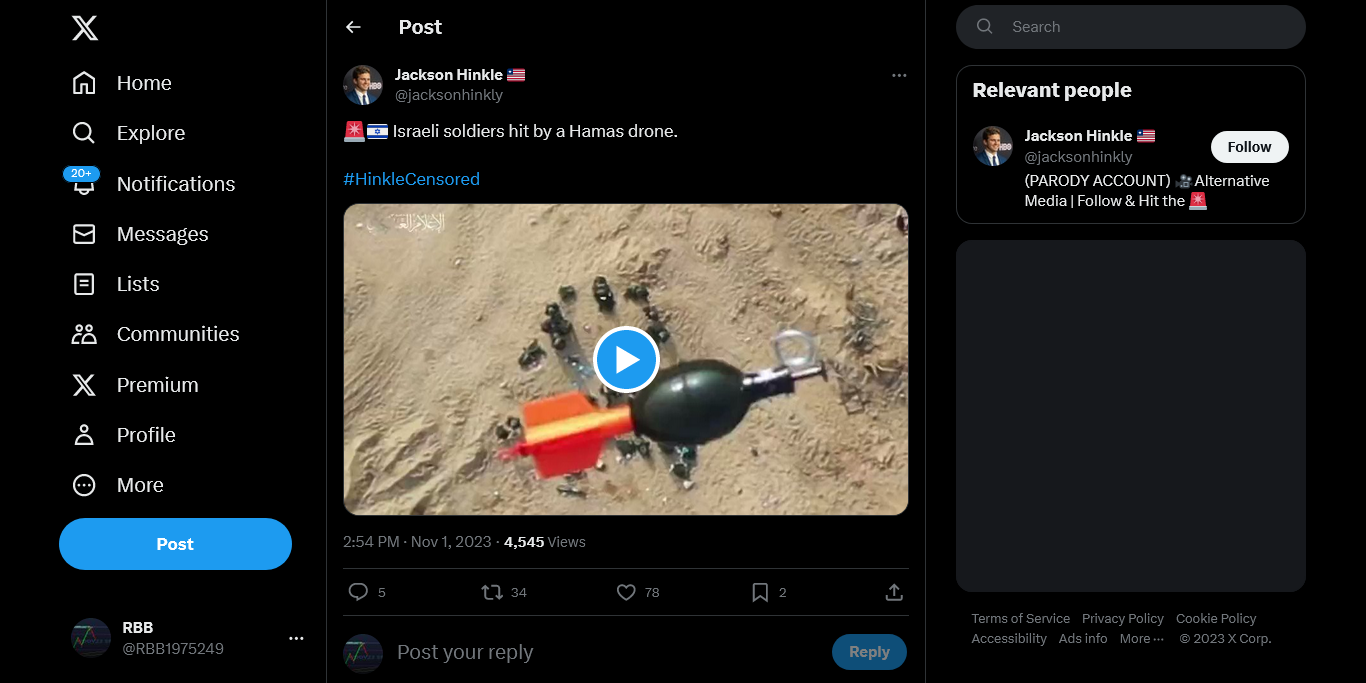 Home
Explore
20+
Notifications
Messages
Lists
Communities
Premium
Profile
More
Post
RBB
@RBB1975249
Post
Jackson Hinkle 🇱🇷
@jacksonhinkly
🚨🇮🇱 Israeli soldiers hit by a Hamas drone.
#HinkleCensored
2:54 PM · Nov 1, 2023 · 4,545 Views
5
34
78
2
Post your reply
Reply
Search
Relevant people
Jackson Hinkle 🇱🇷
@jacksonhinkly
Follow
(PARODY ACCOUNT) 🎥Alternative
Media | Follow & Hit the 🚨
Terms of Service Privacy Policy Cookie Policy
Accessibility Ads info More ··· © 2023 X Corp.